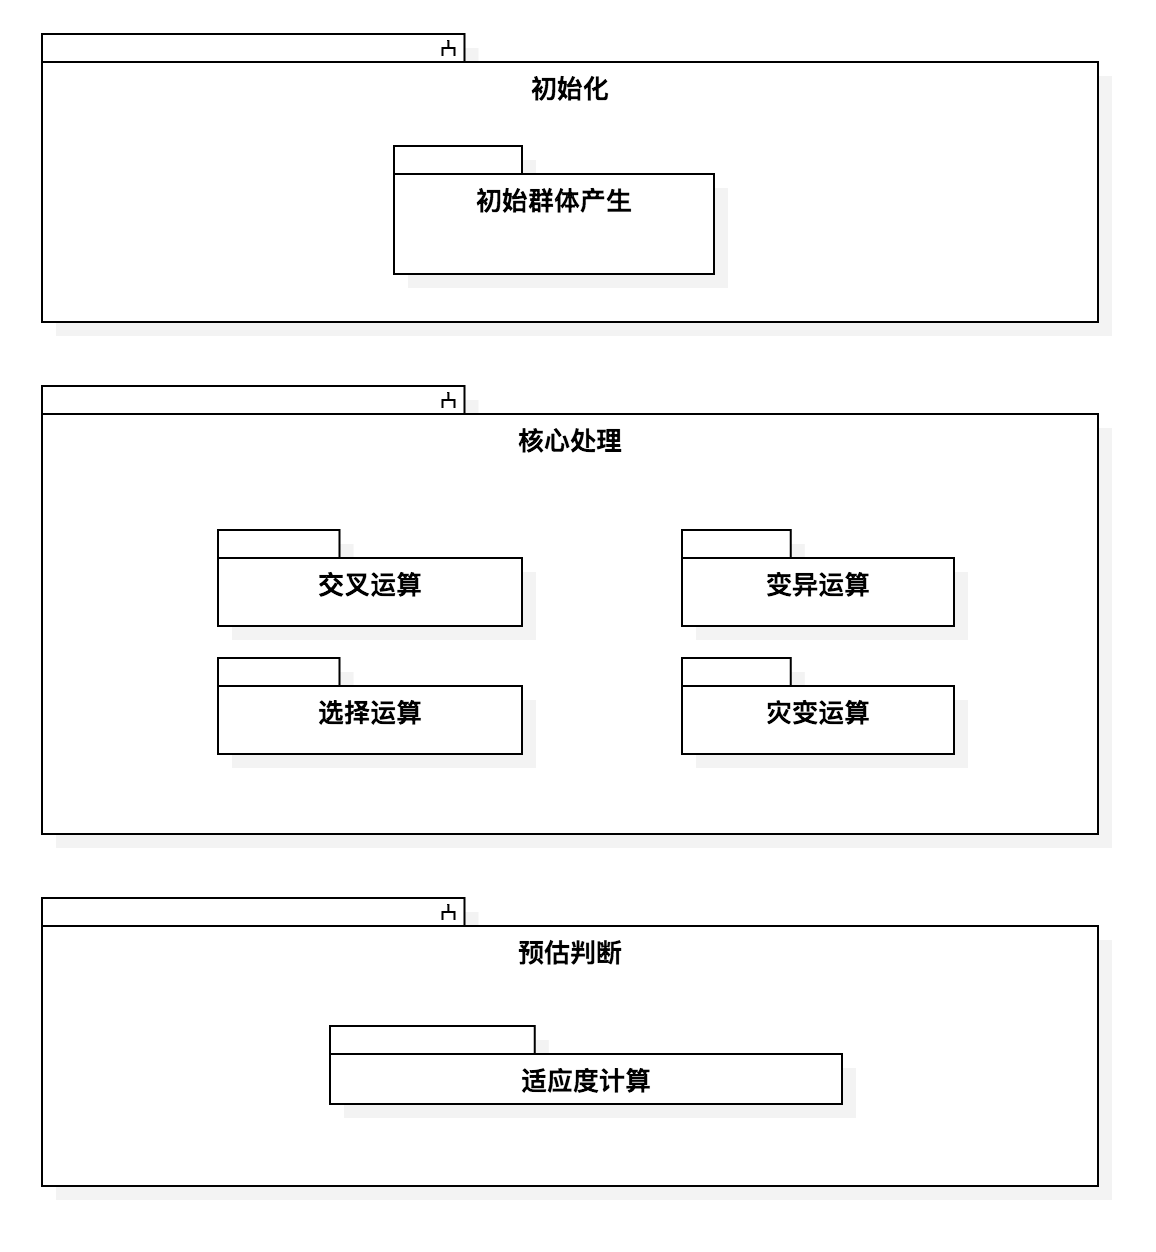 初始化
初始群体产生
核心处理
交叉运算
变异运算
选择运算
灾变运算
预估判断
适应度计算